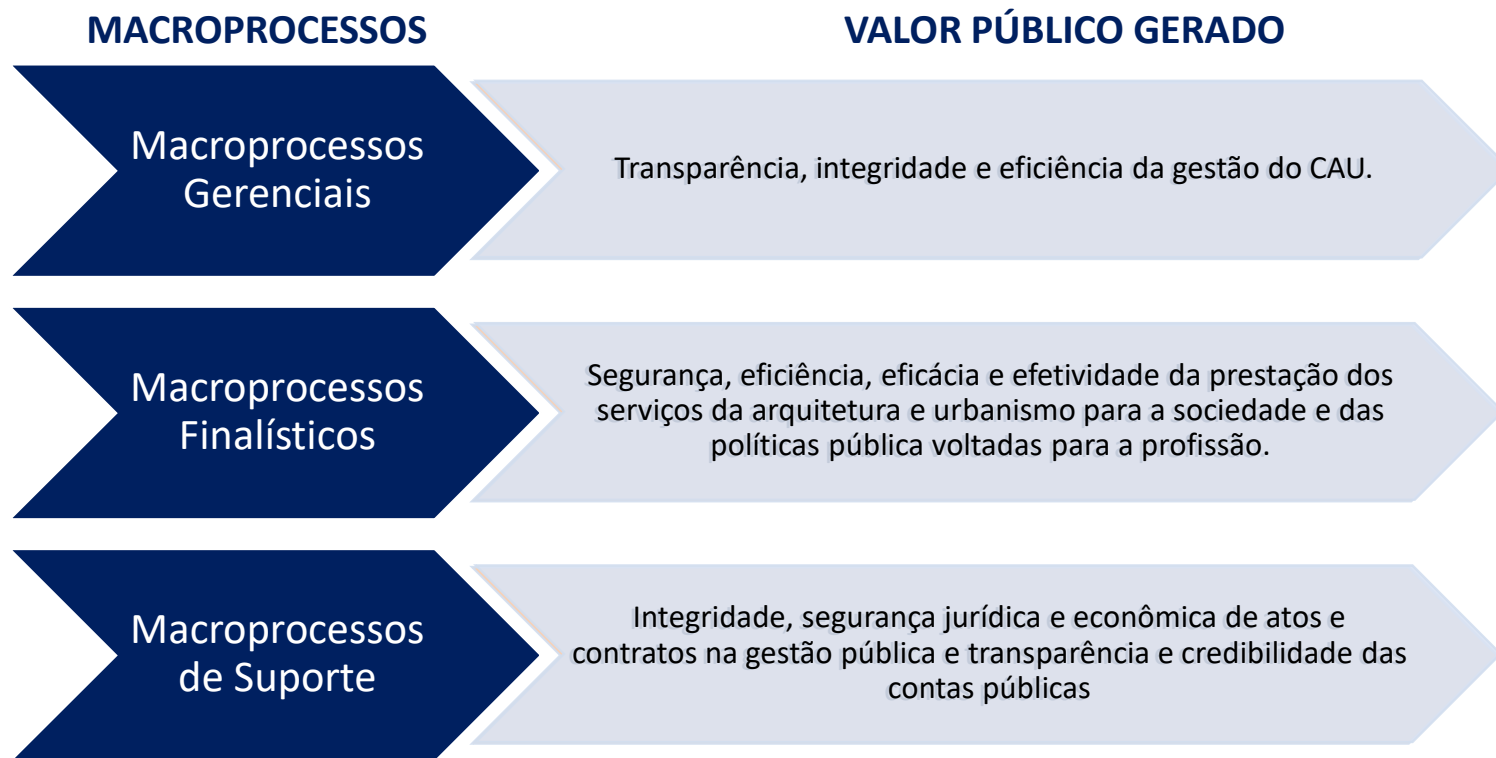 MACROPROCESSOS
VALOR PÚBLICO GERADO
Macroprocessos
Gerenciais
Transparência, integridade e eficiência da gestão do CAU.
Macroprocessos
Finalísticos
Segurança, eficiência, eficácia e efetividade da prestação dos
serviços da arquitetura e urbanismo para a sociedade e das
políticas pública voltadas para a profissão.
Macroprocessos
de Suporte
Integridade, segurança jurídica e econômica de atos e
contratos na gestão pública e transparência e credibilidade das
contas públicas